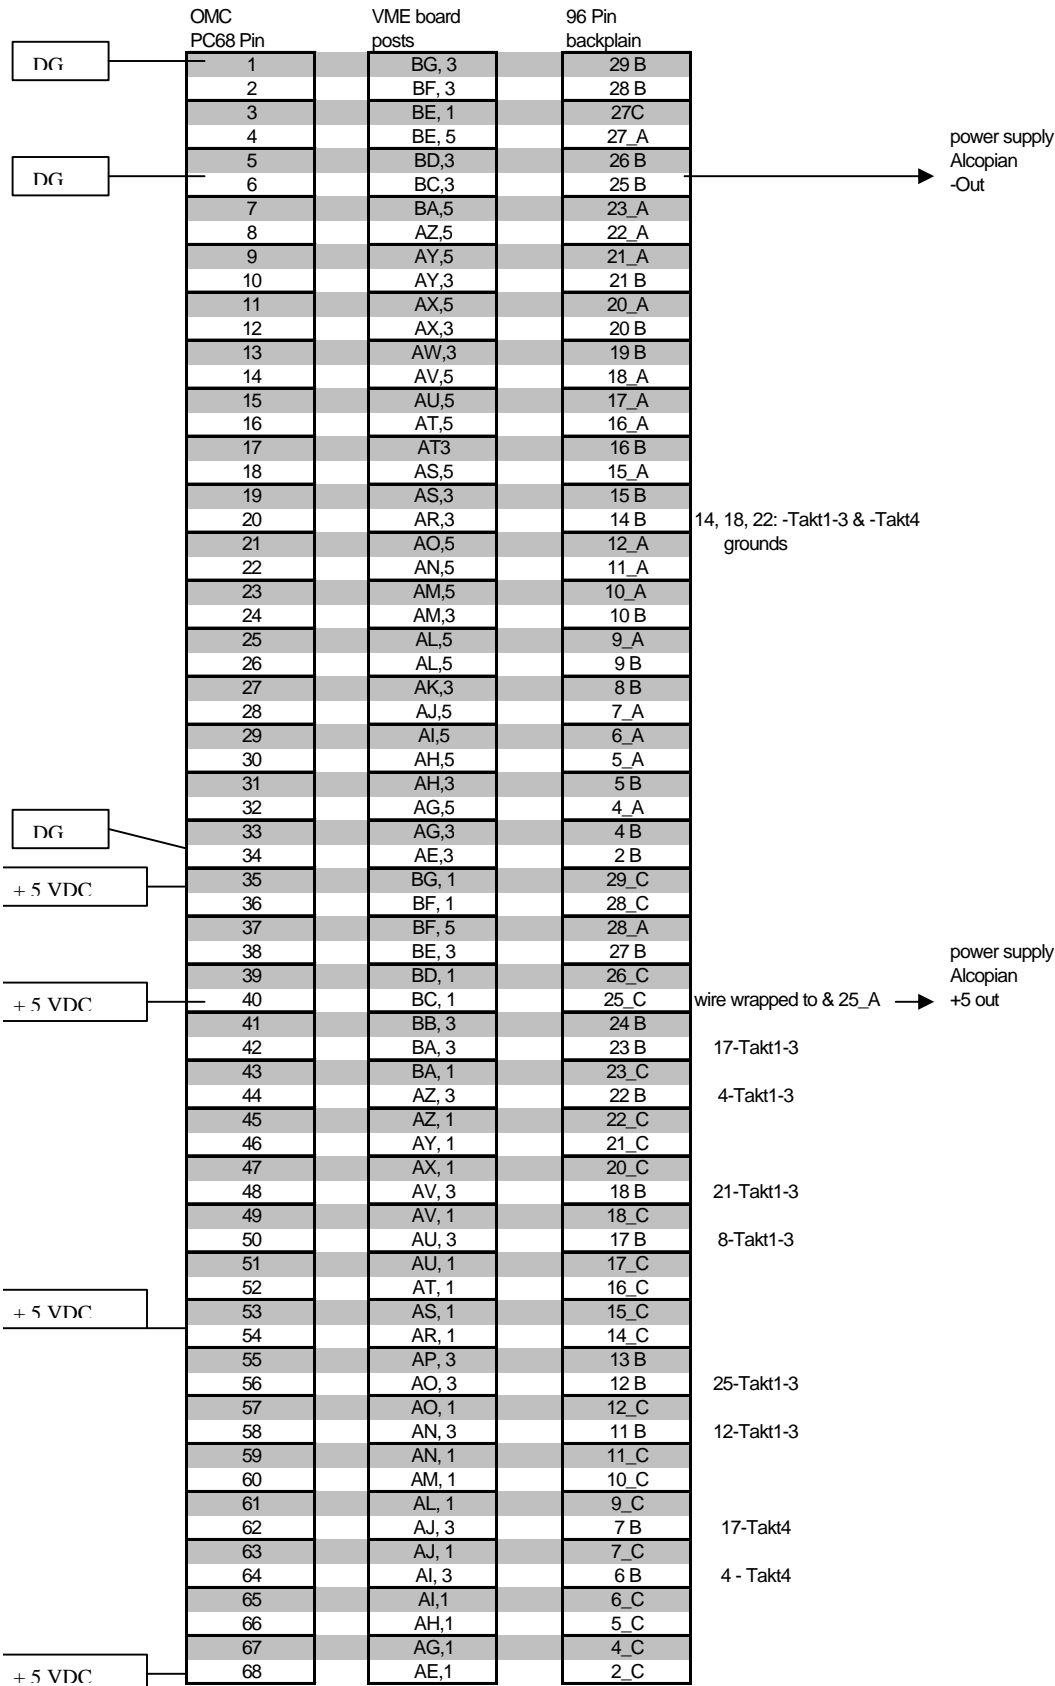 OMC VME board 96 Pin
PC68 Pin posts backplain
DG 1 BG, 3 29 B
2 BF, 3 28 B
3 BE, 1 27C
4 BE, 5 27_A power supply
5 BD,3 26 B Alcopian
DG 6 BC,3 25 B -Out
7 BA,5 23_A
8 AZ,5 22_A
9 AY,5 21_A
10 AY,3 21 B
11 AX,5 20_A
12 AX,3 20 B
13 AW,3 19 B
14 AV,5 18_A
15 AU,5 17_A
16 AT,5 16_A
17 AT3 16 B
18 AS,5 15_A
19 AS,3 15 B
20 AR,3 14 B 14, 18, 22: -Takt1-3 & -Takt4
21 AO,5 12_A grounds
22 AN,5 11_A
23 AM,5 10_A
24 AM,3 10 B
25 AL,5 9_A
26 AL,5 9 B
27 AK,3 8 B
28 AJ,5 7_A
29 AI,5 6_A
30 AH,5 5_A
31 AH,3 5 B
32 AG,5 4_A
DG 33 AG,3 4 B
34 AE,3 2 B
+ 5 VDC 35 BG, 1 29_C
36 BF, 1 28_C
37 BF, 5 28_A
38 BE, 3 27 B power supply
39 BD, 1 26_C Alcopian
+ 5 VDC 40 BC, 1 25_C wire wrapped to & 25_A +5 out
41 BB, 3 24 B
42 BA, 3 23 B 17-Takt1-3
43 BA, 1 23_C
44 AZ, 3 22 B 4-Takt1-3
45 AZ, 1 22_C
46 AY, 1 21_C
47 AX, 1 20_C
48 AV, 3 18 B 21-Takt1-3
49 AV, 1 18_C
50 AU, 3 17 B 8-Takt1-3
51 AU, 1 17_C
52 AT, 1 16_C
+ 5 VDC 53 AS, 1 15_C
54 AR, 1 14_C
55 AP, 3 13 B
56 AO, 3 12 B 25-Takt1-3
57 AO, 1 12_C
58 AN, 3 11 B 12-Takt1-3
59 AN, 1 11_C
60 AM, 1 10_C
61 AL, 1 9_C
62 AJ, 3 7 B 17-Takt4
63 AJ, 1 7_C
64 AI, 3 6 B 4 - Takt4
65 AI,1 6_C
66 AH,1 5_C
67 AG,1 4_C
+ 5 VDC 68 AE,1 2_C